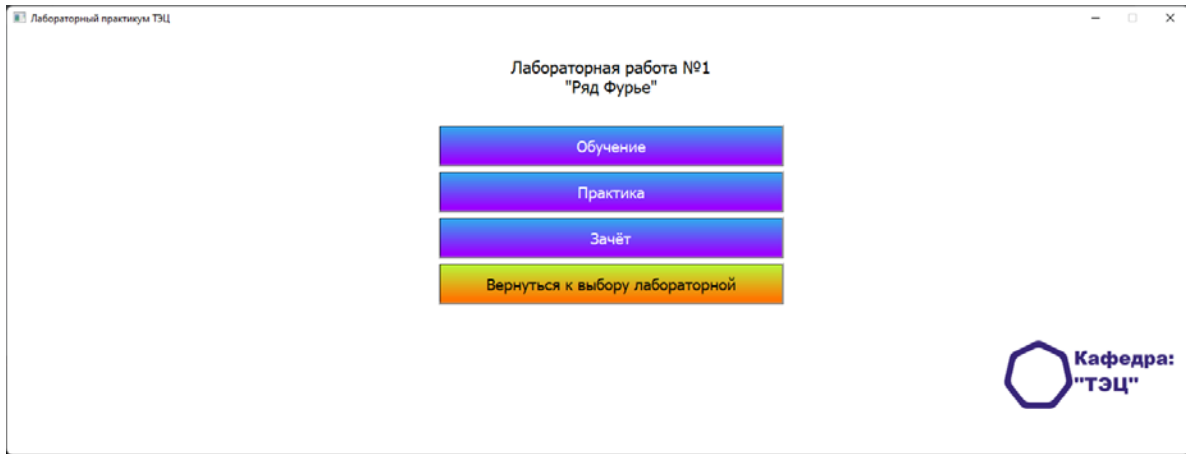 Лабораторный практикум ТЭЦ
Лабораторная работа №1
"Ряд Фурье"
Обучение
Практика
Зачёт
Вернуться к выбору лабораторной
Кафедра:
"ТЭЦ"